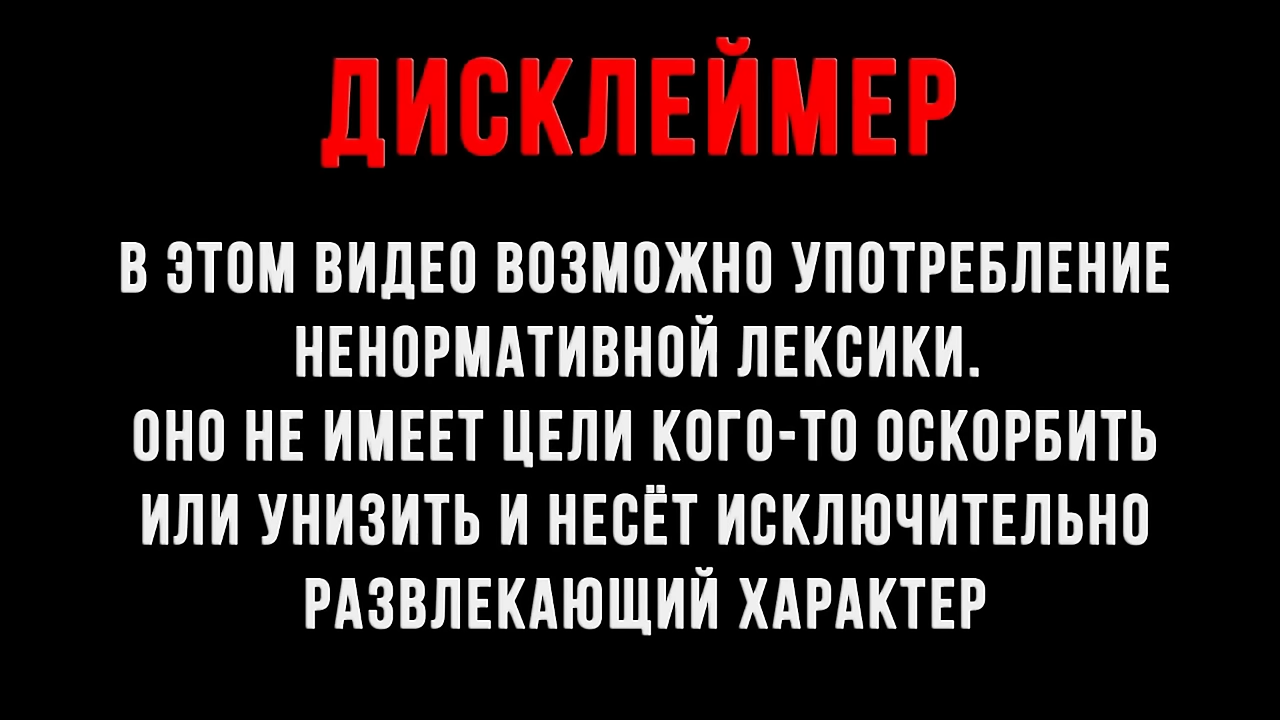 ДИСКЛЕЙМЕР
В ЭТОМ ВИДЕО ВОЗМОЖНО УПОТРЕБЛЕНИЕ
НЕНОРМАТИВНОЙ ЛЕКСИКИ.
ОНО НЕ ИМЕЕТ ЦЕЛИ КОГО-ТО ОСКОРБИТЬ
ИЛИ УНИЗИТЬ И НЕСЁТ ИСКЛЮЧИТЕЛЬНО
РАЗВЛЕКАЮЩИЙ ХАРАКТЕР